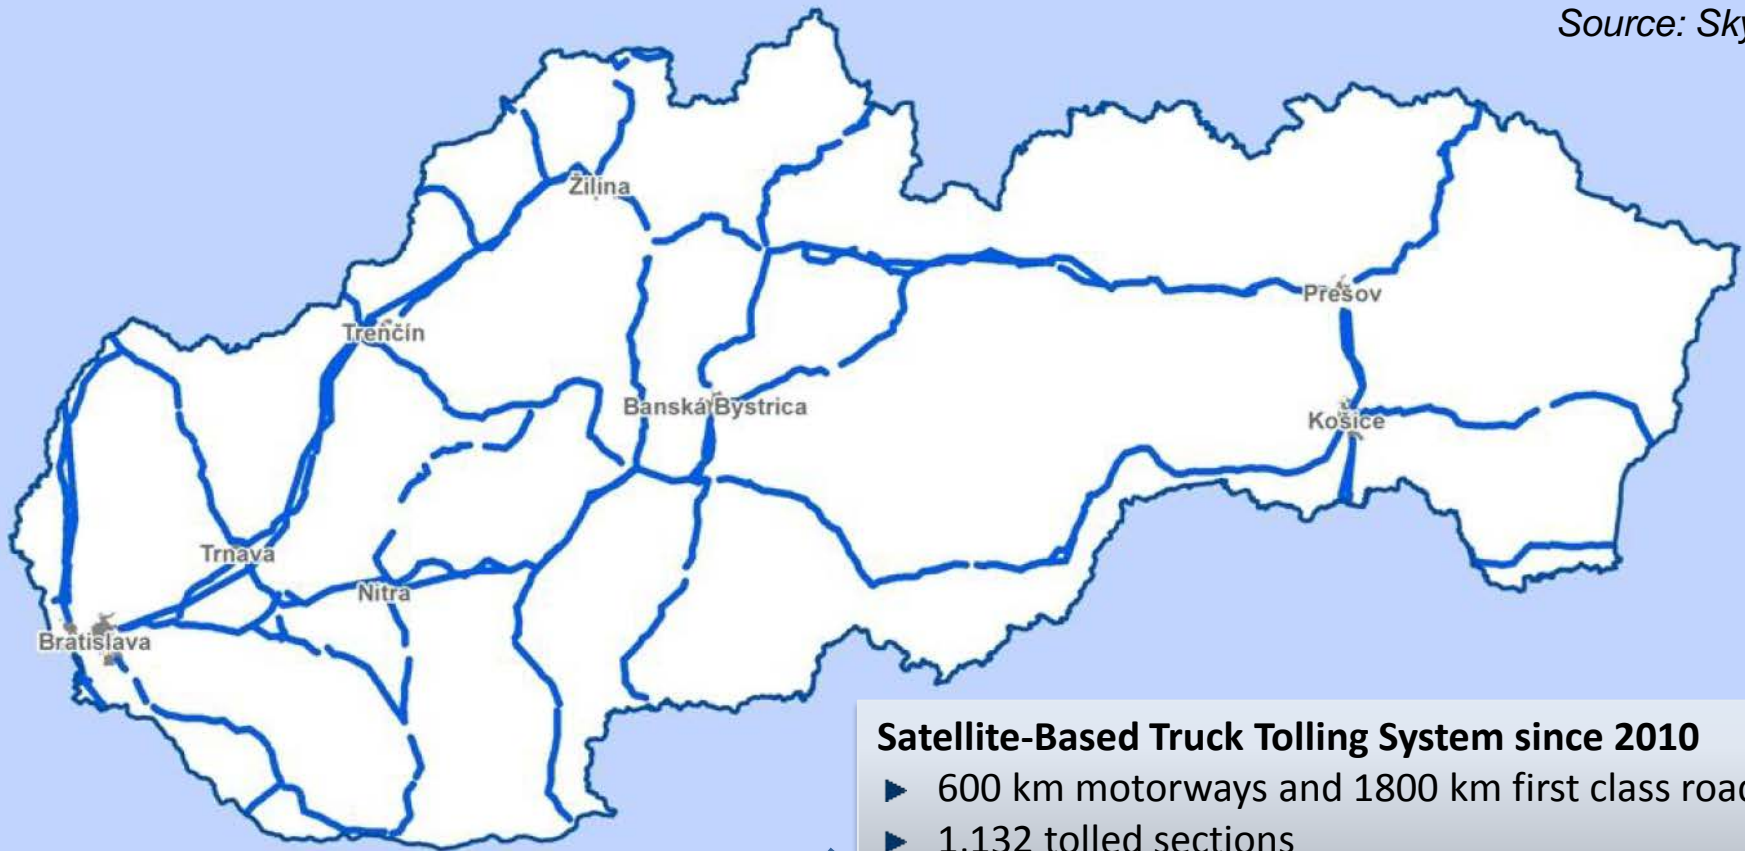 Source: Sky
Žilina
Prešov
Trenčín
Banská Bystrica
Košice
Trnava
Nitra
Bratislava
Satellite-Based Truck Tolling System since 2010
► 600 km motorways and 1800 km first class road
► 1.132 tolled sections